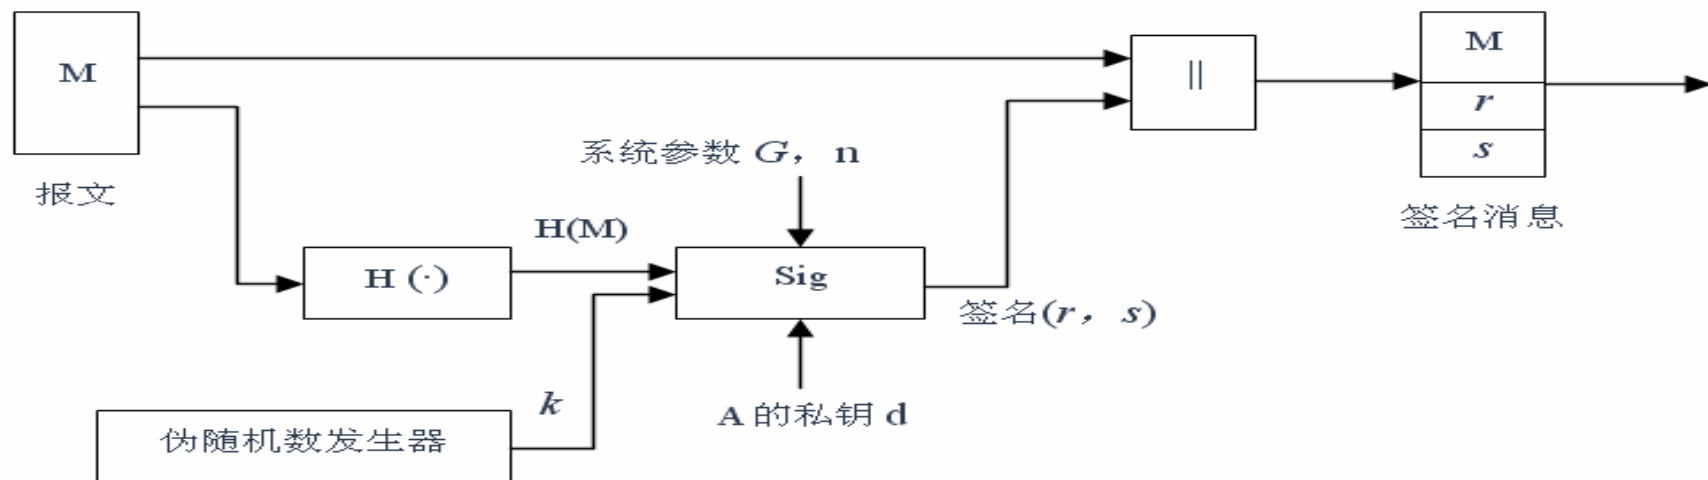 M
||
M
r
s
系统参数 G， n
报文
签名消息
H(M)
H (·)
Sig
签名(r， s)
k
A 的私钥 d
伪随机数发生器